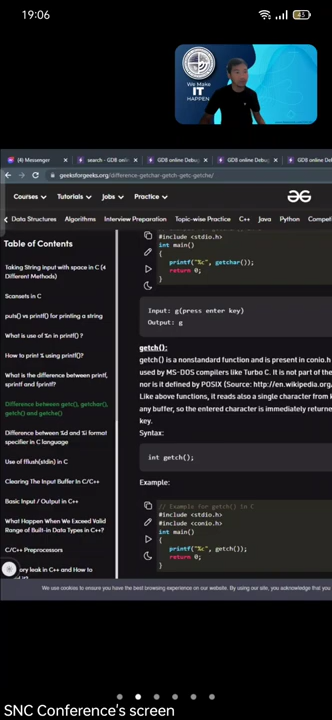 19:06
45
We Make
IT
HAPPEN
(4) Messenger
search - GDB onl
GDB online Debug
GDB online Debug
GDB online Debug
geeksforgeeks.org/difference-getchar-getch-getc-getche/
Courses
Tutorials
Jobs
Practice
Data Structures
Algorithms
Interview Preparation
Topic-wise Practice
C++
Java
Python
Competi
Table of Contents
Taking String input with space in C (4
Different Methods)
Scansets in C
puts() vs printf() for printing a string
What is use of %n in printf() ?
How to print % using printf()?
What is the difference between printf,
sprintf and fprintf?
Difference between getc(), getchar(),
getch() and getche()
Difference between %d and %i format
specifier in C language
Use of fflush(stdin) in C
Clearing The Input Buffer In C/C++
Basic Input / Output in C++
What Happen When We Exceed Valid
Range of Built-in Data Types in C++?
C/C++ Preprocessors
ory leak in C++ and How to
#include <stdio.h>
int main()
{
printf("%c", getchar());
return 0;
}
Input: g(press enter key)
Output: g
getch():
getch() is a nonstandard function and is present in conio.h
used by MS-DOS compilers like Turbo C. It is not part of the
nor is it defined by POSIX (Source: http://en.wikipedia.org
Like above functions, it reads also a single character from k
any buffer, so the entered character is immediately returne
key.
Syntax:
int getch();
Example:
// Example for getch() in C
#include <stdio.h>
#include <conio.h>
int main()
{
printf("%c", getch());
return 0;
}
We use cookies to ensure you have the best browsing experience on our website. By using our site, you acknowledge that you
SNC Conference's screen